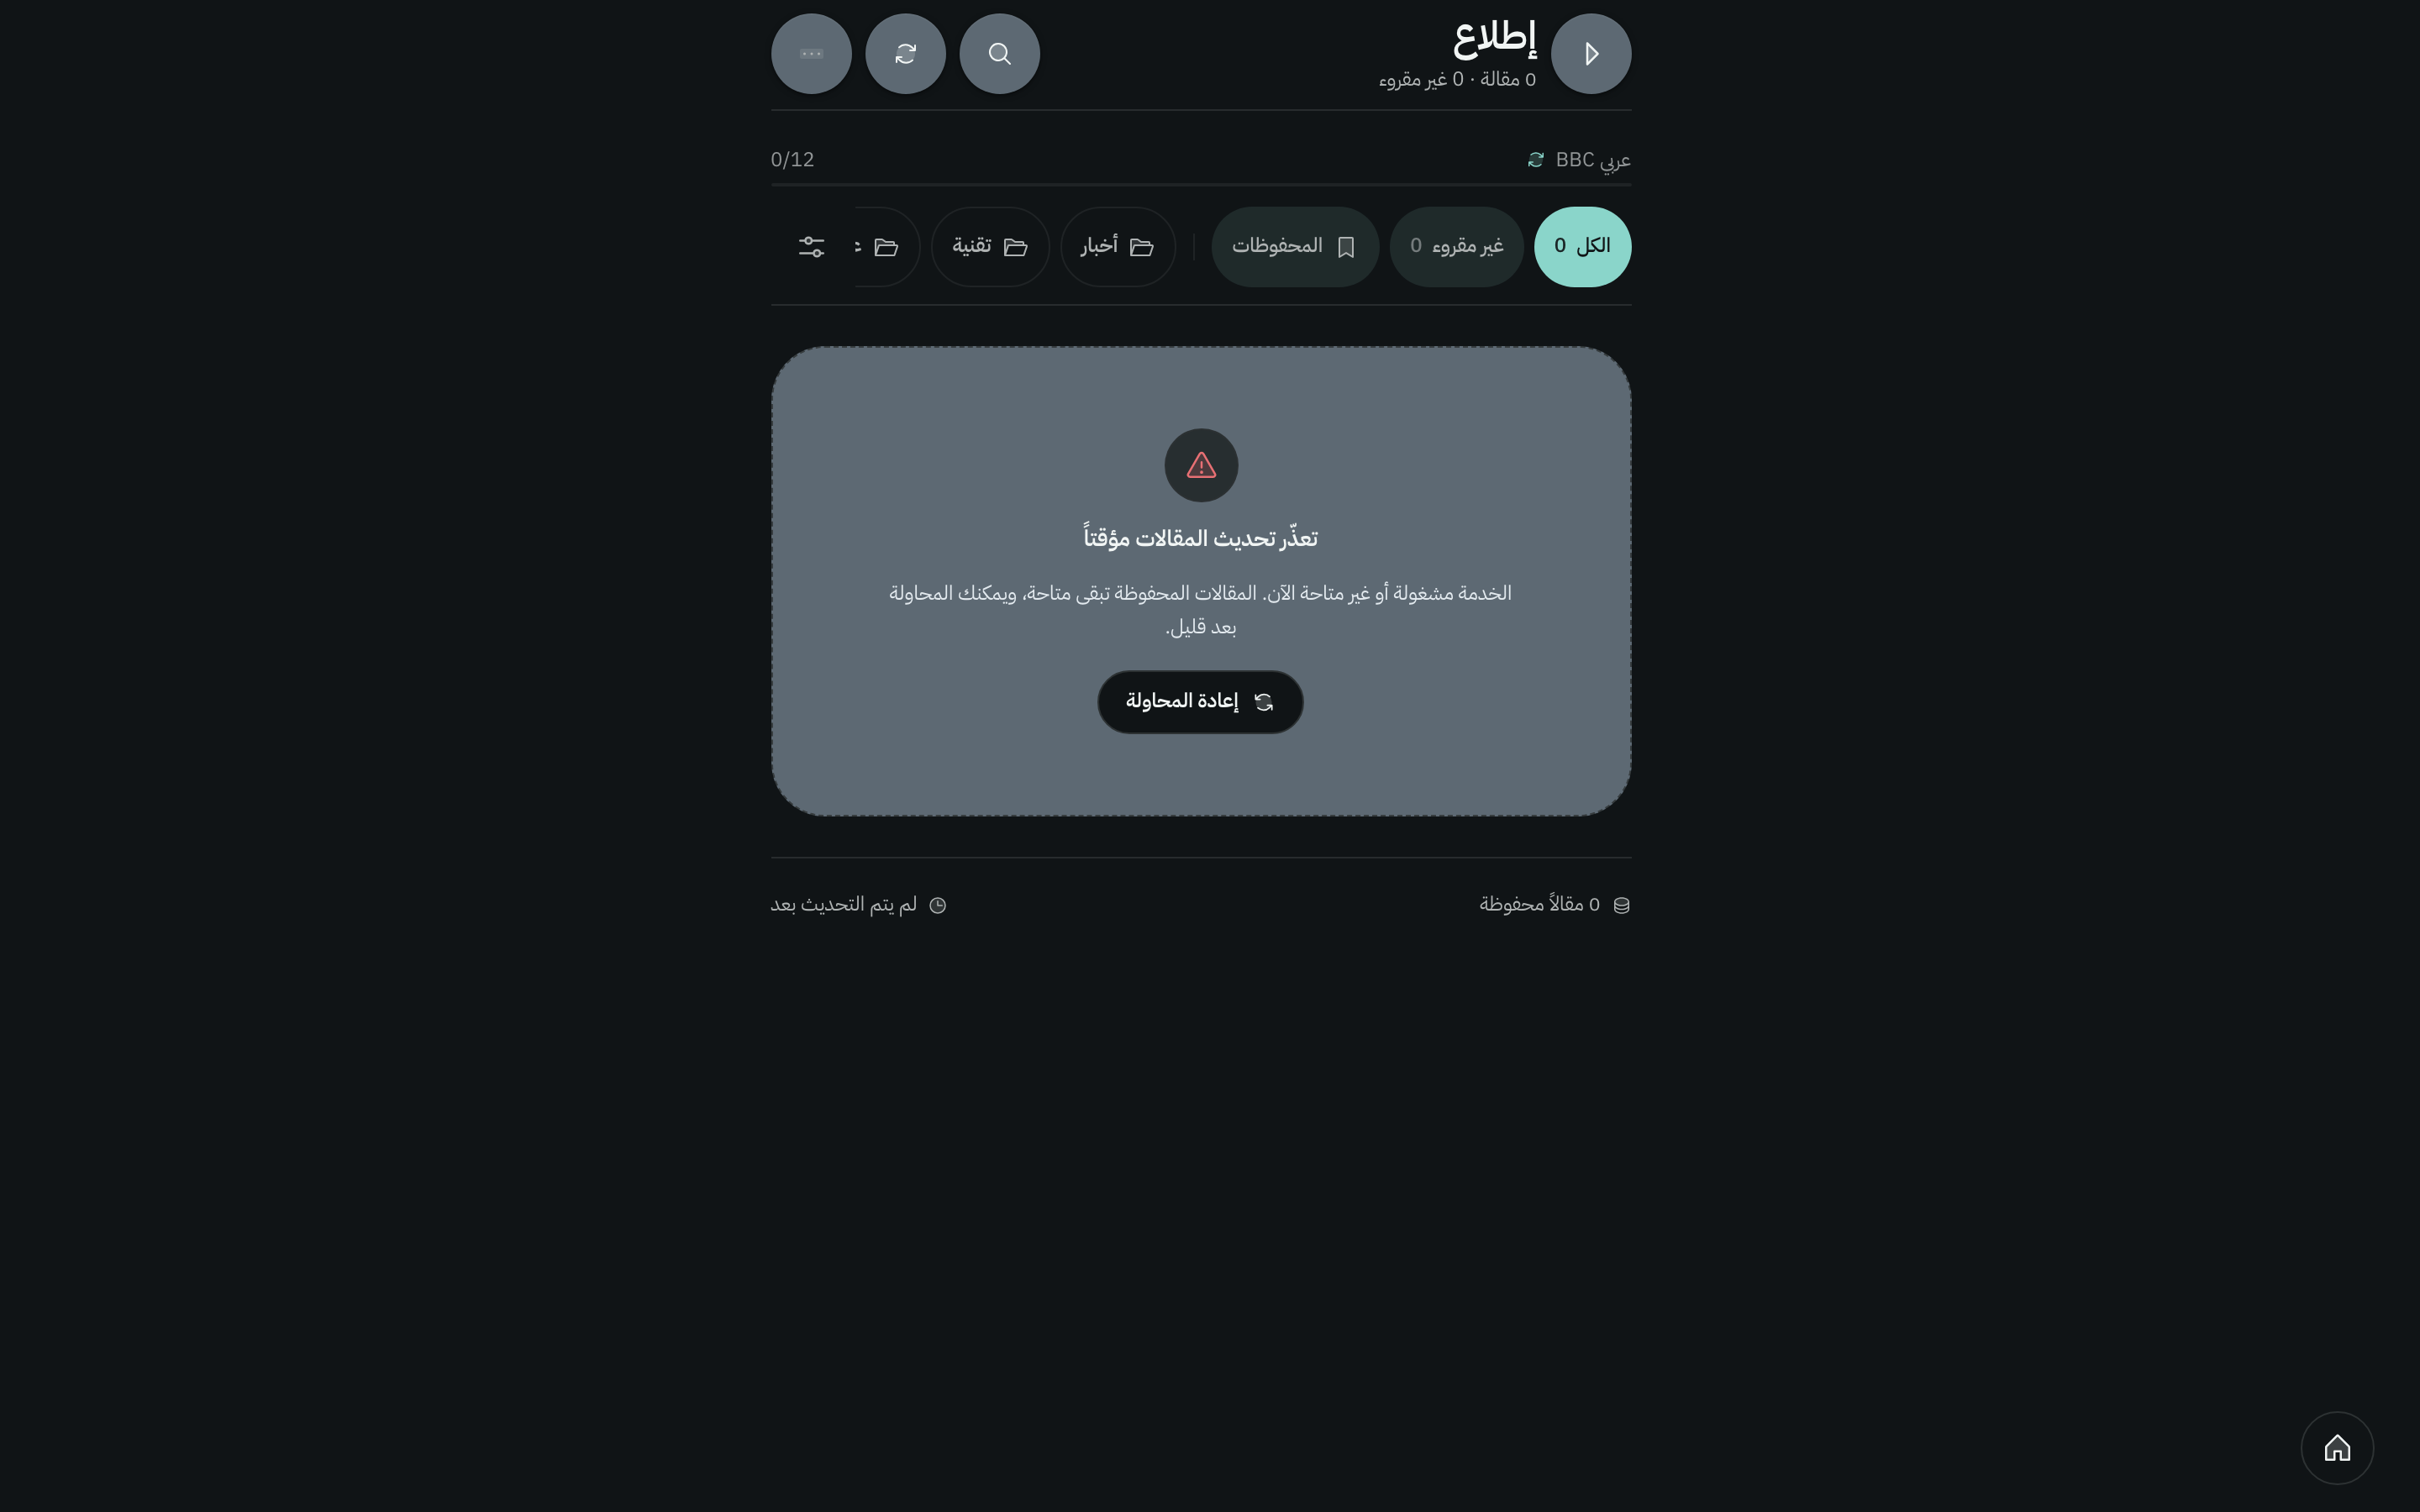 إطلاع
0 مقالة · 0 غير مقروء
عربي BBC
0/12
الكل 0
غير مقروء 0
المحفوظات
أخبار
تقنية
تعذّر تحديث المقالات مؤقتاً
الخدمة مشغولة أو غير متاحة الآن. المقالات المحفوظة تبقى متاحة، ويمكنك المحاولة
بعد قليل.
إعادة المحاولة
0 مقالاً محفوظة
لم يتم التحديث بعد